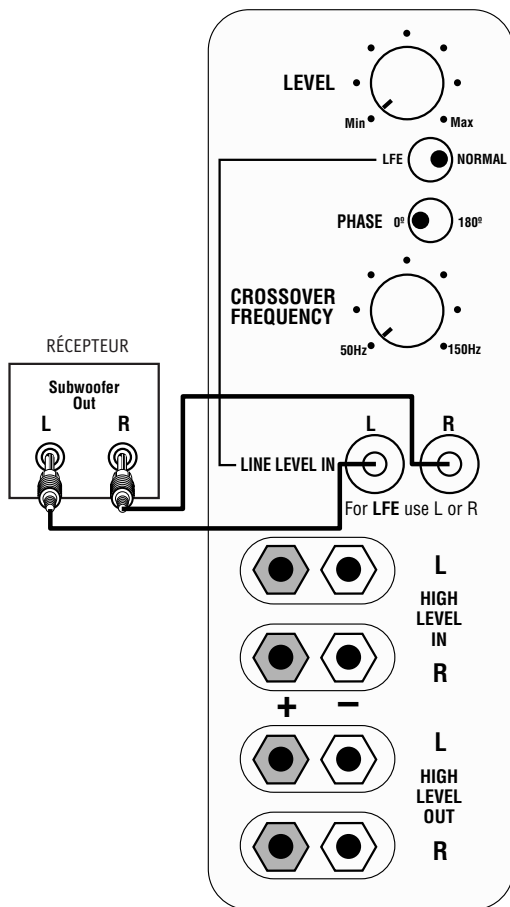 LEVEL
Min
Max
LFE
NORMAL
PHASE
0º
180º
CROSSOVER
FREQUENCY
50Hz
150Hz
RÉCEPTEUR
Subwoofer
Out
L
R
LINE LEVEL IN
L
R
For LFE use L or R
L
HIGH
LEVEL
IN
R
+
–
L
HIGH
LEVEL
OUT
R